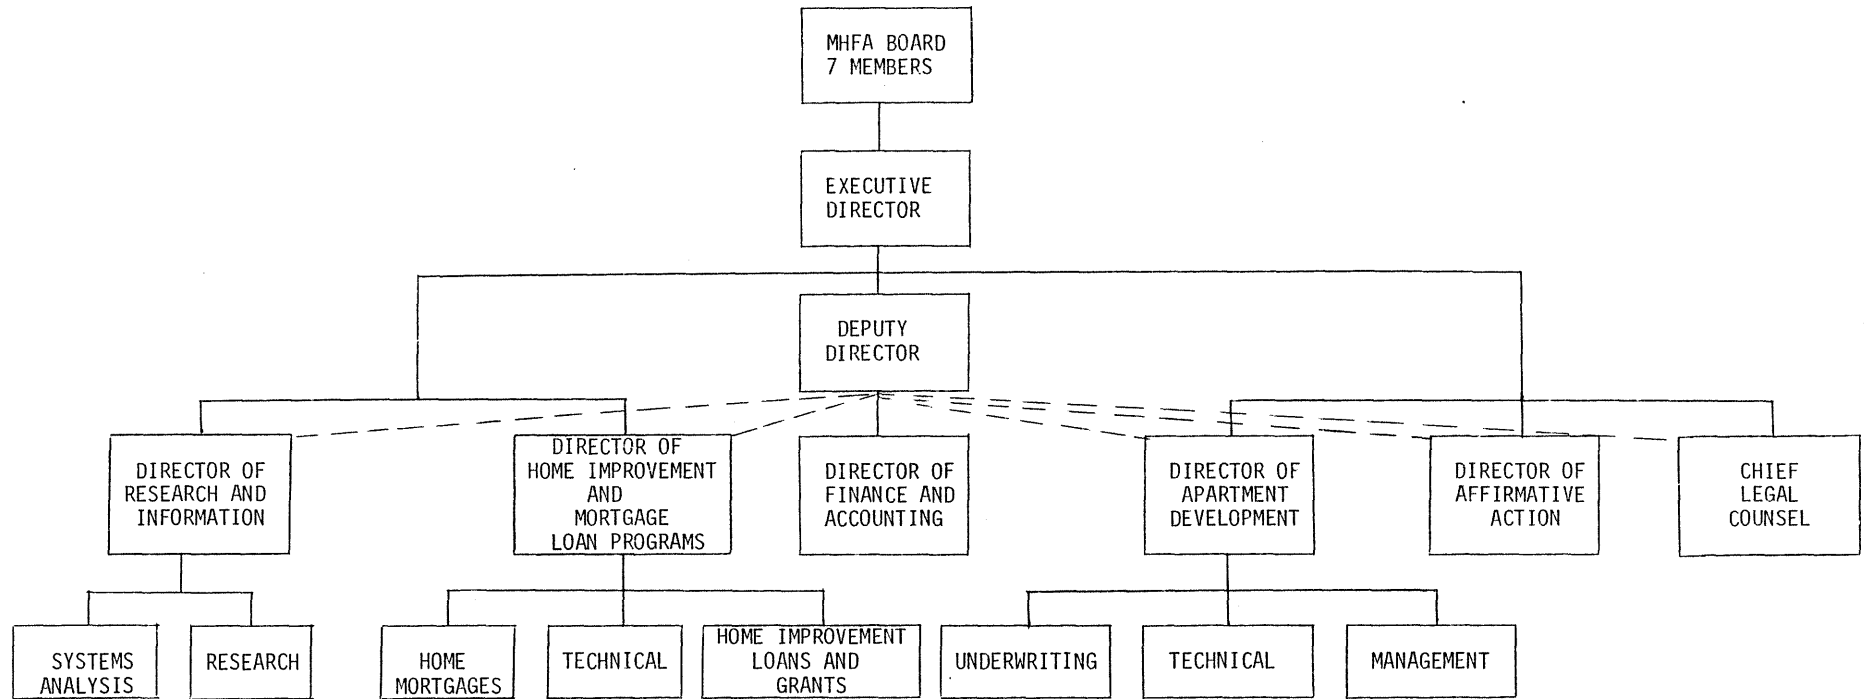 MHFA BOARD
7 MEMBERS
EXECUTIVE
DIRECTOR
DEPUTY
DIRECTOR
DIRECTOR OF
RESEARCH AND
INFORMATION
DIRECTOR OF
HOME IMPROVEMENT
AND
MORTGAGE
LOAN PROGRAMS
DIRECTOR OF
FINANCE AND
ACCOUNTING
DIRECTOR OF
APARTMENT
DEVELOPMENT
DIRECTOR OF
AFFIRMATIVE
ACTION
CHIEF
LEGAL
COUNSEL
SYSTEMS
ANALYSIS
RESEARCH
HOME
MORTGAGES
TECHNICAL
HOME IMPROVEMENT
LOANS AND
GRANTS
UNDERWRITING
TECHNICAL
MANAGEMENT